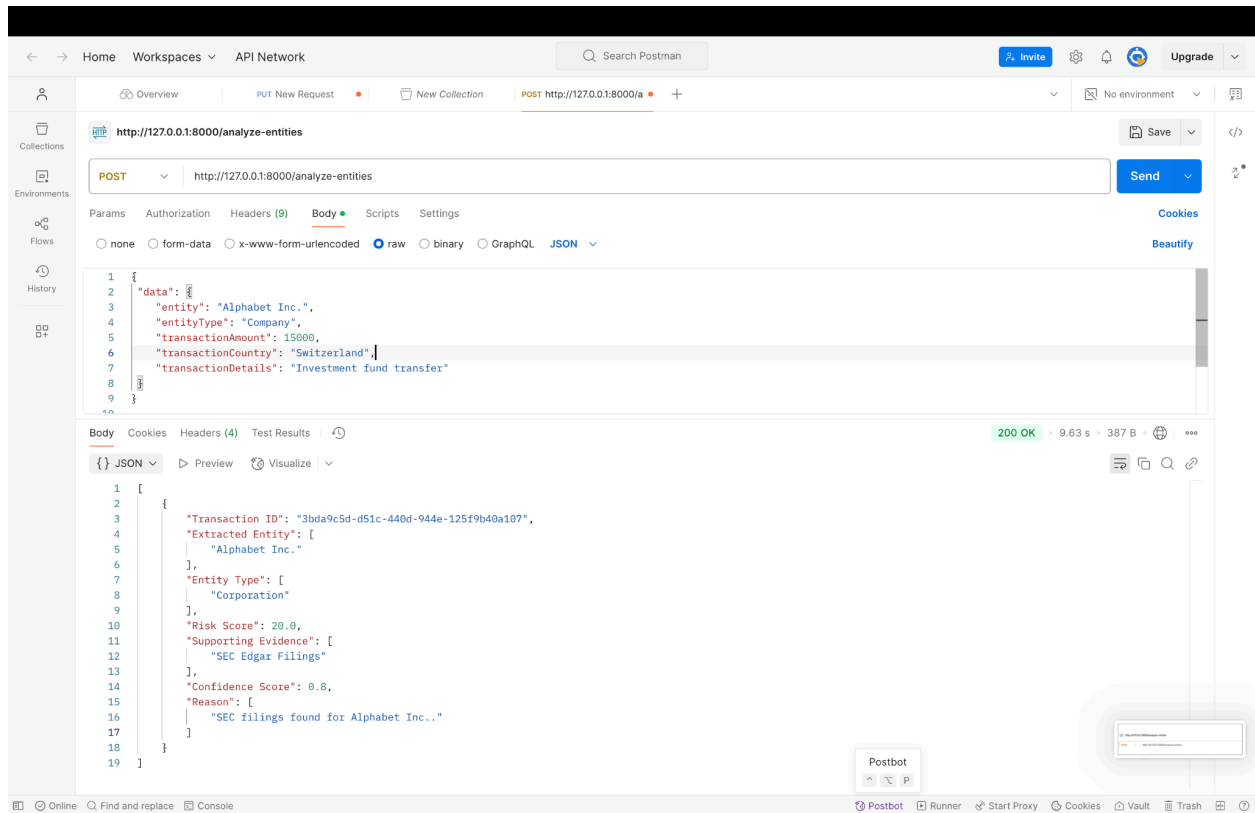 Home Workspaces API Network Search Postman Invite Upgrade
Overview PUT New Request New Collection POST http://127.0.0.1:8000/a No environment
HTTP http://127.0.0.1:8000/analyze-entities Save
Collections
POST http://127.0.0.1:8000/analyze-entities Send
Environments
Params Authorization Headers (9) Body Scripts Settings Cookies
Flows
none form-data x-www-form-urlencoded raw binary GraphQL JSON Beautify
History
1 {
2 "data": {
3 "entity": "Alphabet Inc.",
4 "entityType": "Company",
5 "transactionAmount": 15000,
6 "transactionCountry": "Switzerland",
7 "transactionDetails": "Investment fund transfer"
8 }
9 }
10
Body Cookies Headers (4) Test Results 200 OK 9.63 s 387 B
{} JSON Preview Visualize
1 [
2 {
3 "Transaction ID": "3bda9c5d-d51c-440d-944e-125f9b40a107",
4 "Extracted Entity": [
5 "Alphabet Inc."
6 ],
7 "Entity Type": [
8 "Corporation"
9 ],
10 "Risk Score": 20.0,
11 "Supporting Evidence": [
12 "SEC Edgar Filings"
13 ],
14 "Confidence Score": 0.8,
15 "Reason": [
16 "SEC filings found for Alphabet Inc.."
17 ]
18 }
19 ]
Postbot
^ ⌥ P
Online Find and replace Console Postbot Runner Start Proxy Cookies Vault Trash